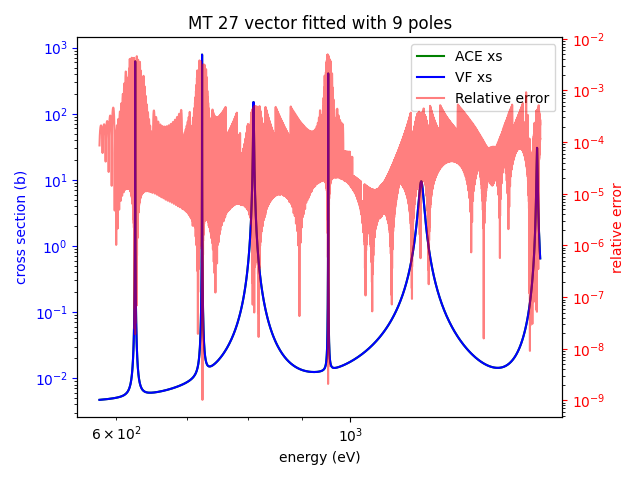 MT 27 vector fitted with 9 poles
ACE xs
VF xs
Relative error
cross section (b)
10^3
10^2
10^1
10^0
10^-1
10^-2
relative error
10^-2
10^-3
10^-4
10^-5
10^-6
10^-7
10^-8
10^-9
6 × 10^2
10^3
energy (eV)